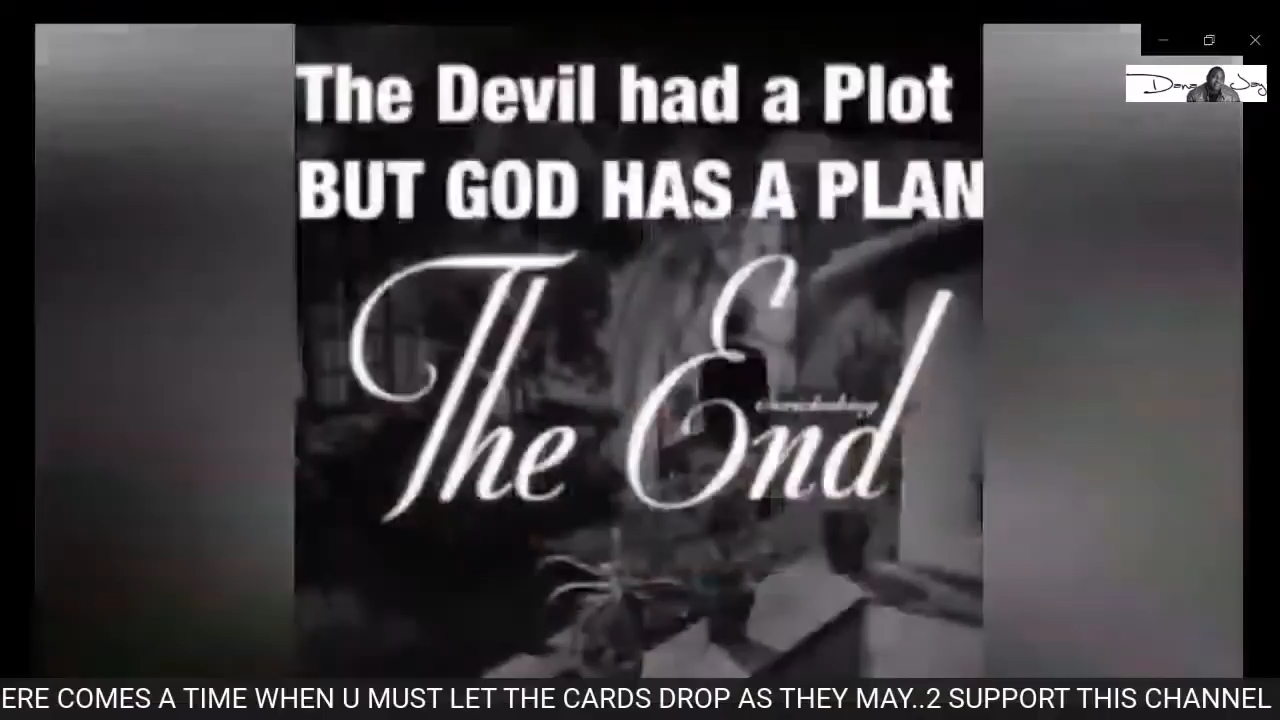 The Devil had a Plot
BUT GOD HAS A PLAN
The End
ERE COMES A TIME WHEN U MUST LET THE CARDS DROP AS THEY MAY..2 SUPPORT THIS CHANNEL